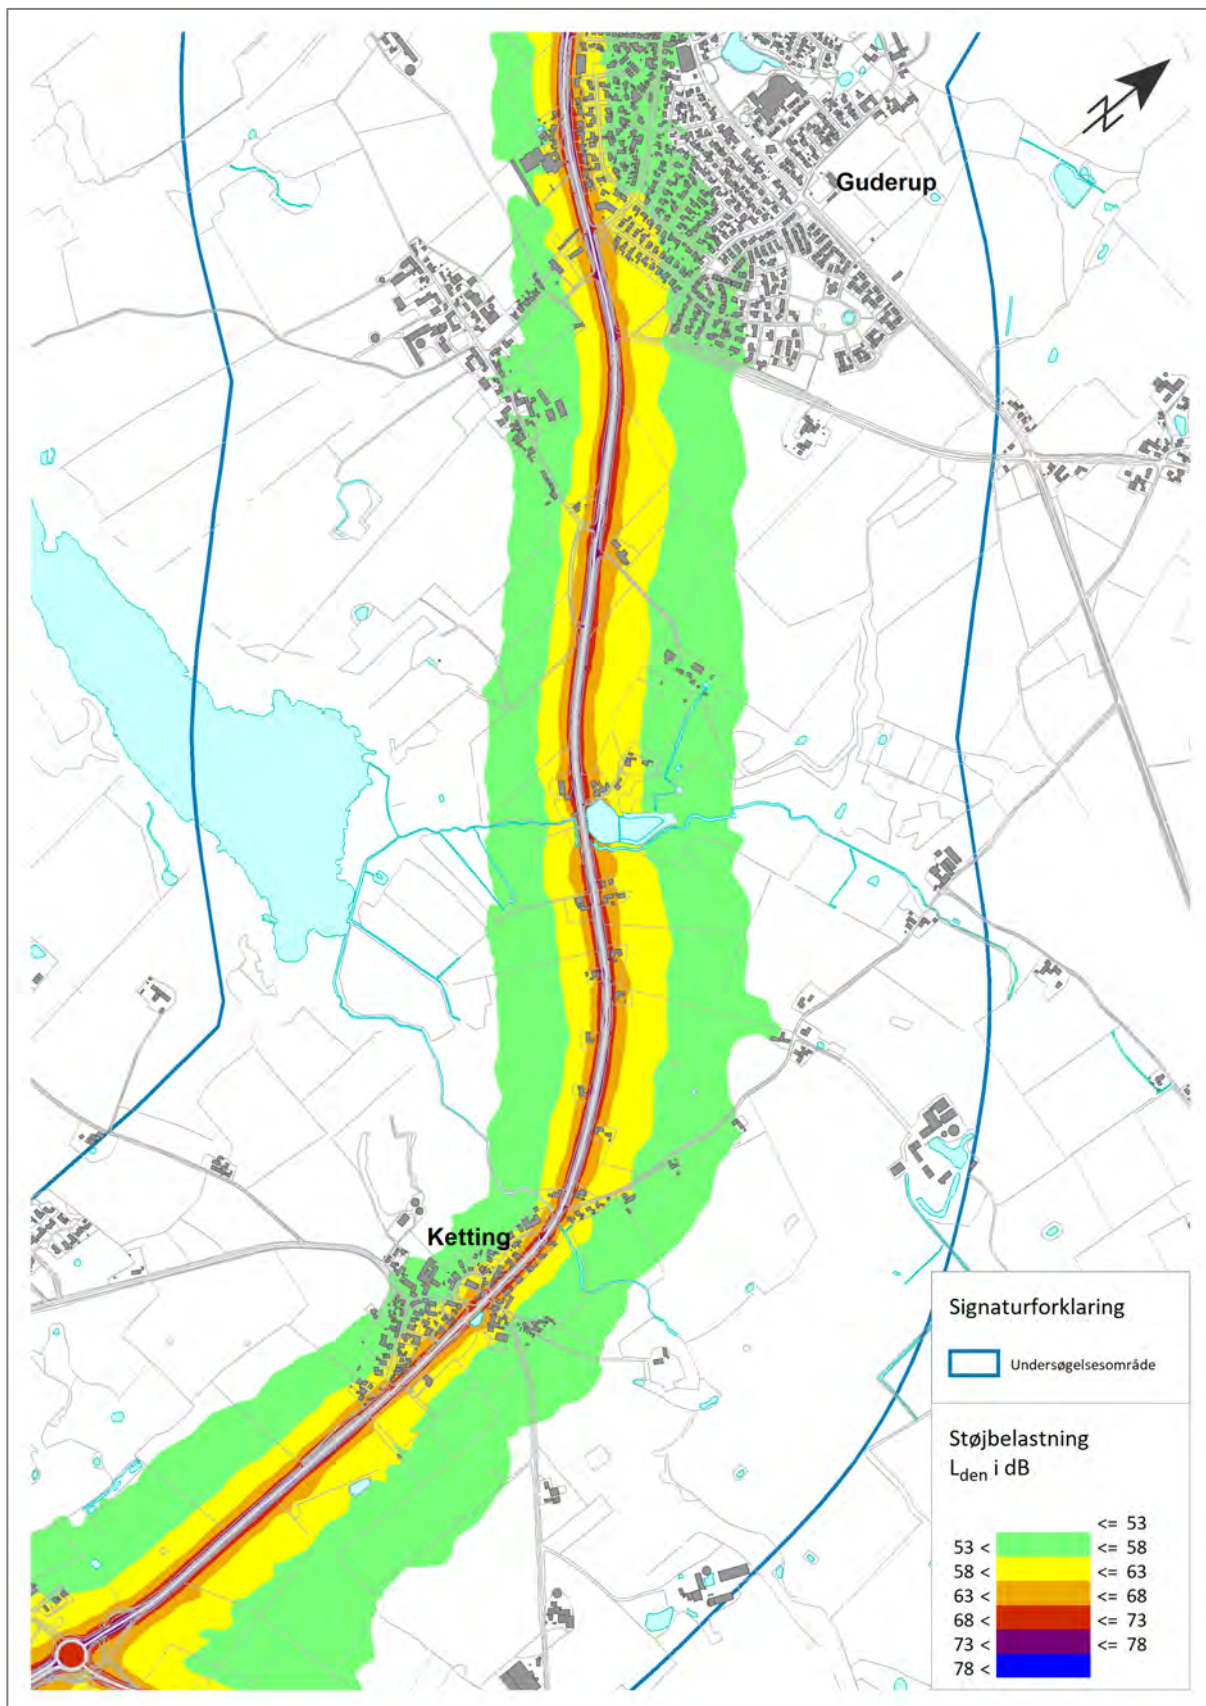 N
Guderup
Ketting
Signaturforklaring
Undersøgelsesområde
Støjbelastning
Lden i dB
<= 53
53 < <= 58
58 < <= 63
63 < <= 68
68 < <= 73
73 < <= 78
78 <